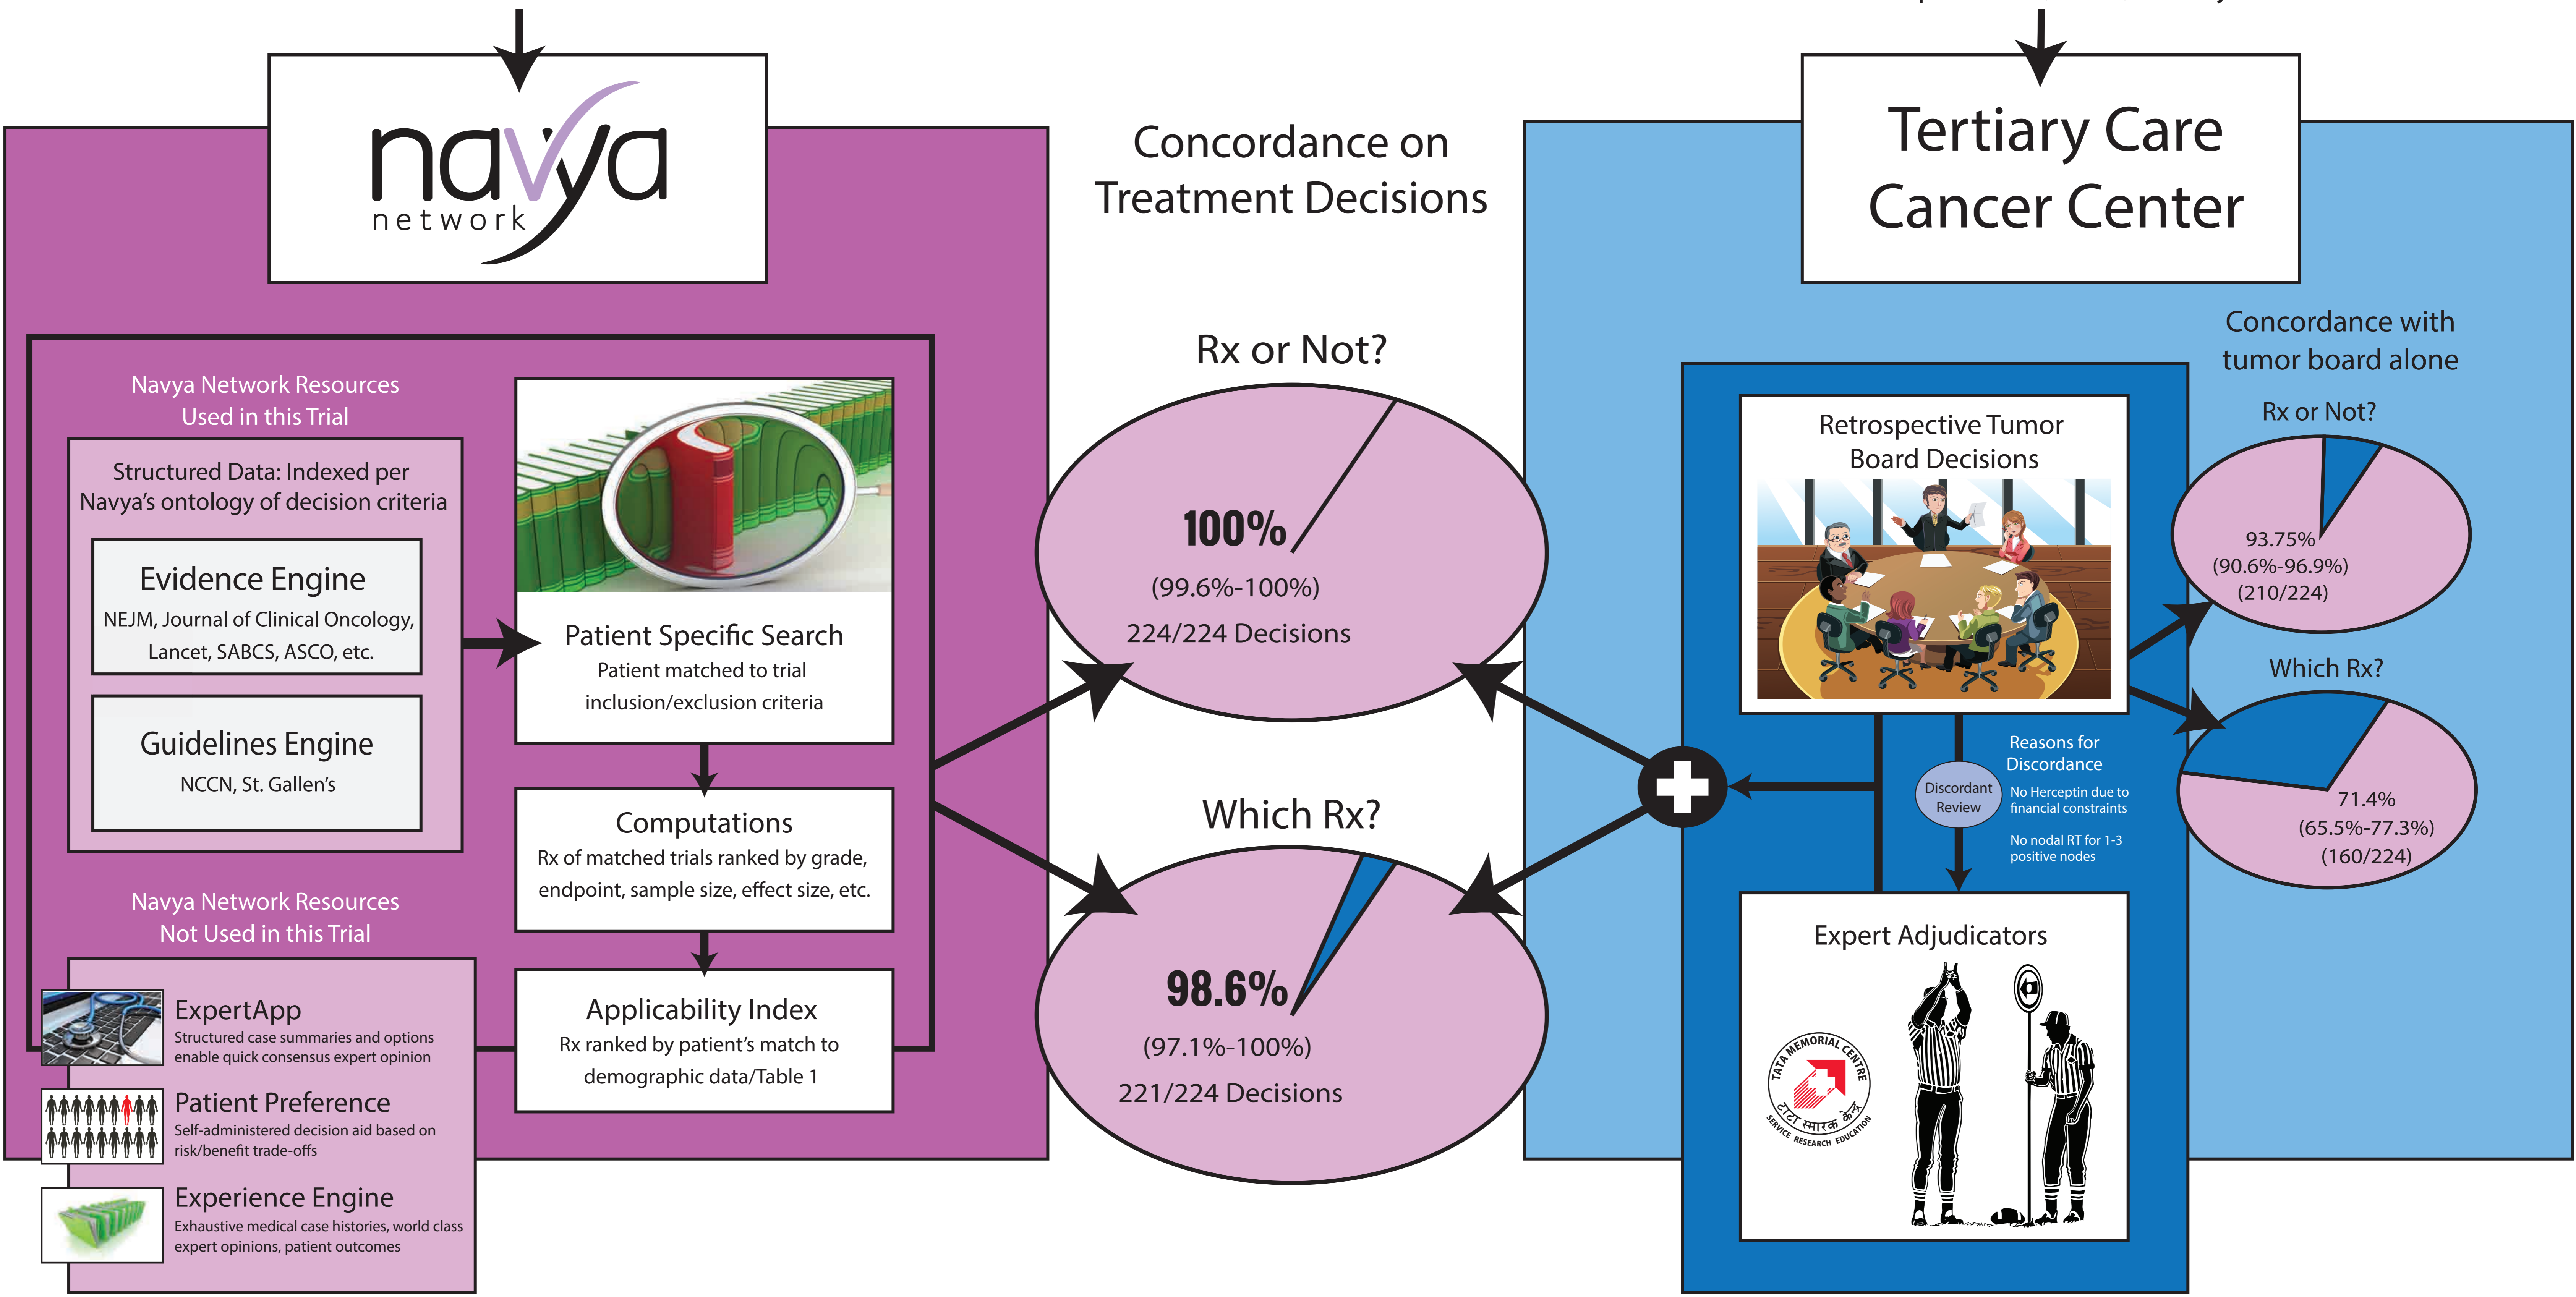 navya
network
Navya Network Resources
Used in this Trial
Structured Data: Indexed per
Navya's ontology of decision criteria
Evidence Engine
NEJM, Journal of Clinical Oncology,
Lancet, SABCS, ASCO, etc.
Guidelines Engine
NCCN, St. Gallen's
Patient Specific Search
Patient matched to trial
inclusion/exclusion criteria
Computations
Rx of matched trials ranked by grade,
endpoint, sample size, effect size, etc.
Applicability Index
Rx ranked by patient's match to
demographic data/Table 1
Navya Network Resources
Not Used in this Trial
ExpertApp
Structured case summaries and options
enable quick consensus expert opinion
Patient Preference
Self-administered decision aid based on
risk/benefit trade-offs
Experience Engine
Exhaustive medical case histories, world class
expert opinions, patient outcomes
Concordance on
Treatment Decisions
Rx or Not?
100%
(99.6%-100%)
224/224 Decisions
Which Rx?
98.6%
(97.1%-100%)
221/224 Decisions
Tertiary Care
Cancer Center
Retrospective Tumor
Board Decisions
Discordant
Review
Reasons for
Discordance
No Herceptin due to
financial constraints
No nodal RT for 1-3
positive nodes
Expert Adjudicators
TATA MEMORIAL CENTRE
टाटा स्मारक केन्द्र
SERVICE RESEARCH EDUCATION
Concordance with
tumor board alone
Rx or Not?
93.75%
(90.6%-96.9%)
(210/224)
Which Rx?
71.4%
(65.5%-77.3%)
(160/224)